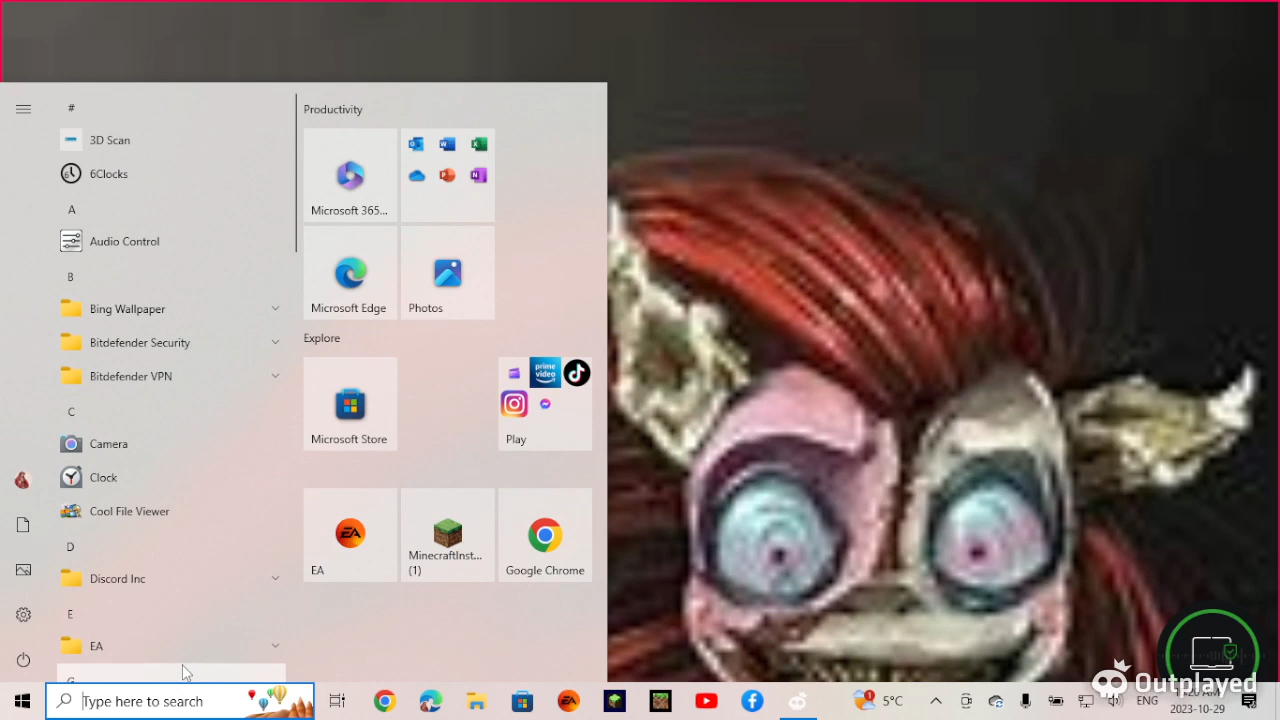 #
3D Scan
6Clocks
A
Audio Control
B
Bing Wallpaper
Bitdefender Security
Bitdefender VPN
C
Camera
Clock
Cool File Viewer
D
Discord Inc
E
EA
Productivity
Microsoft 365...
Microsoft Edge
Photos
Explore
Microsoft Store
prime video
Play
EA
MinecraftInst... (1)
Google Chrome
Type here to search
5°C
ENG
2023-10-29
Outplayed